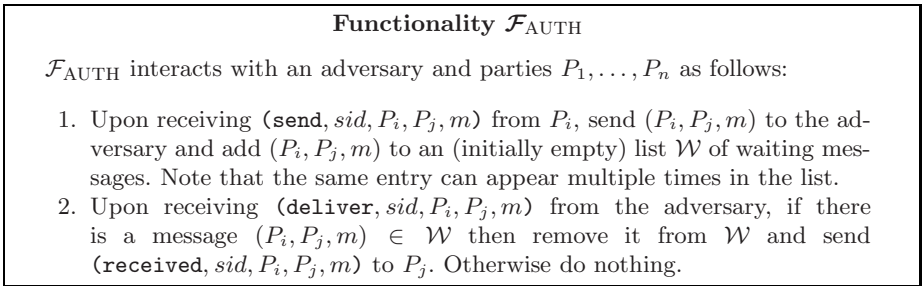 Functionality 𝓕AUTH
𝓕AUTH interacts with an adversary and parties P1, . . . , Pn as follows:
1. Upon receiving (send, sid, Pi, Pj, m) from Pi, send (Pi, Pj, m) to the ad-
versary and add (Pi, Pj, m) to an (initially empty) list 𝒲 of waiting mes-
sages. Note that the same entry can appear multiple times in the list.
2. Upon receiving (deliver, sid, Pi, Pj, m) from the adversary, if there
is a message (Pi, Pj, m) ∈ 𝒲 then remove it from 𝒲 and send
(received, sid, Pi, Pj, m) to Pj. Otherwise do nothing.